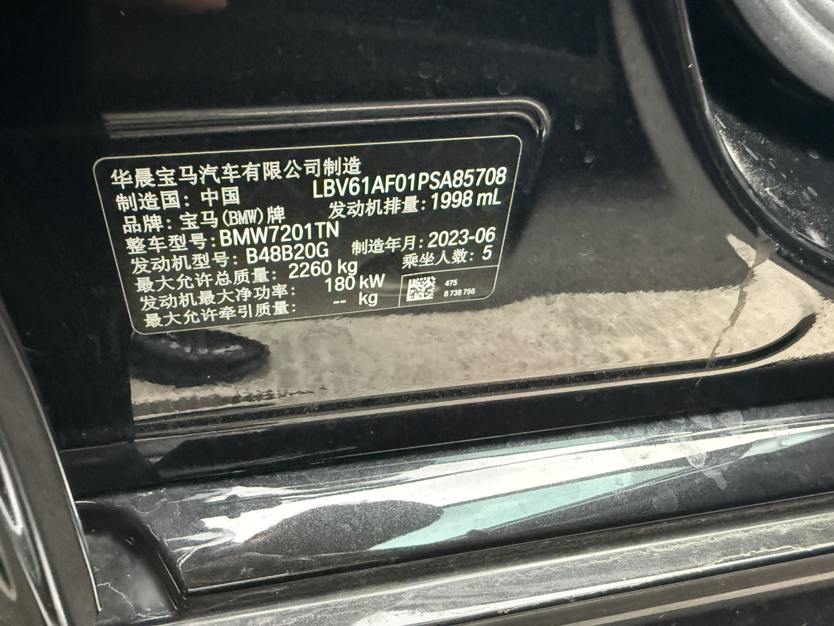 华晨宝马汽车有限公司制造
制造国: 中国 LBV61AF01PSA85708
品牌: 宝马(BMW)牌 发动机排量: 1998 mL
整车型号: BMW7201TN
发动机型号: B48B20G 制造年月: 2023-06
最大允许总质量: 2260 kg 乘坐人数: 5
发动机最大净功率: 180 kW
最大允许牵引质量: -- kg
475
8 738 756